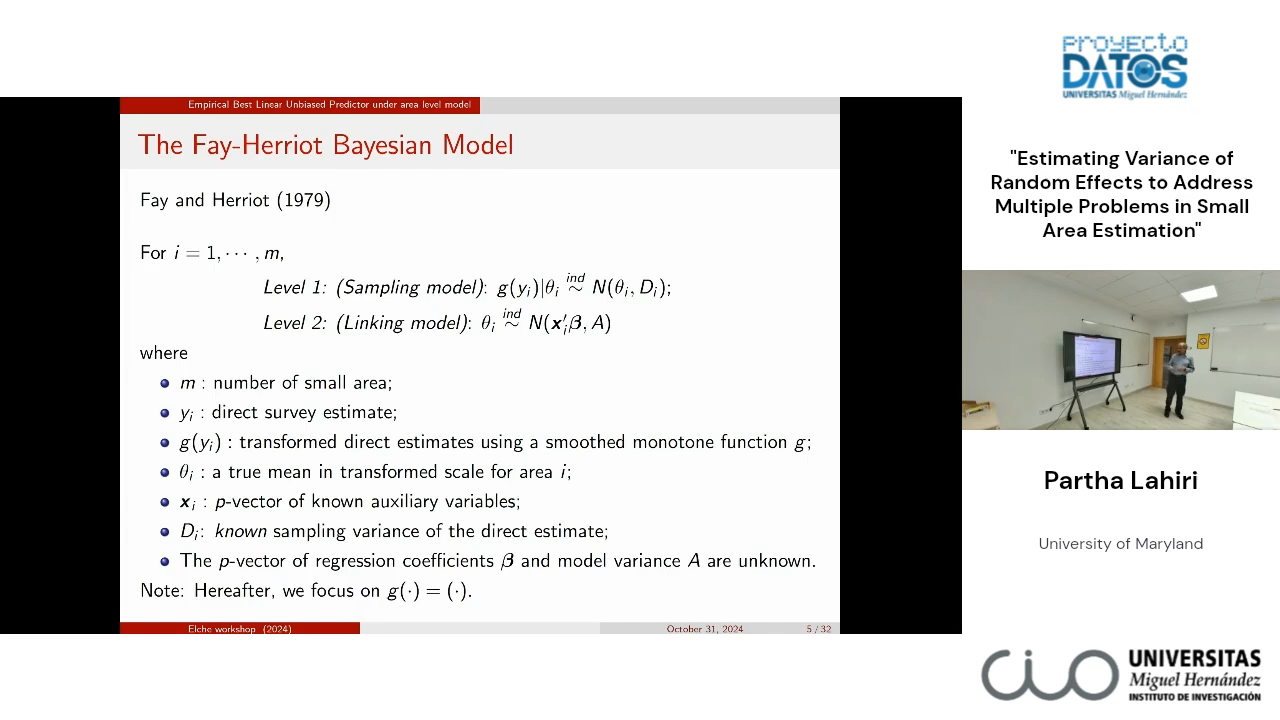 Empirical Best Linear Unbiased Predictor under area level model
The Fay-Herriot Bayesian Model
Fay and Herriot (1979)
For i = 1, ⋯ , m,
Level 1: (Sampling model): g(yᵢ)|θᵢ ind ∼ N(θᵢ, Dᵢ);
Level 2: (Linking model): θᵢ ind ∼ N(x′ᵢβ, A)
where
m : number of small area;
yᵢ : direct survey estimate;
g(yᵢ) : transformed direct estimates using a smoothed monotone function g;
θᵢ : a true mean in transformed scale for area i;
xᵢ : p-vector of known auxiliary variables;
Dᵢ: known sampling variance of the direct estimate;
The p-vector of regression coefficients β and model variance A are unknown.
Note: Hereafter, we focus on g(·) = (·).
Elche workshop (2024)
October 31, 2024
5 / 32
PROYECTO
DATOS
UNIVERSITAS Miguel Hernández
"Estimating Variance of
Random Effects to Address
Multiple Problems in Small
Area Estimation"
Partha Lahiri
University of Maryland
CIO
UNIVERSITAS
Miguel Hernández
INSTITUTO DE INVESTIGACIÓN